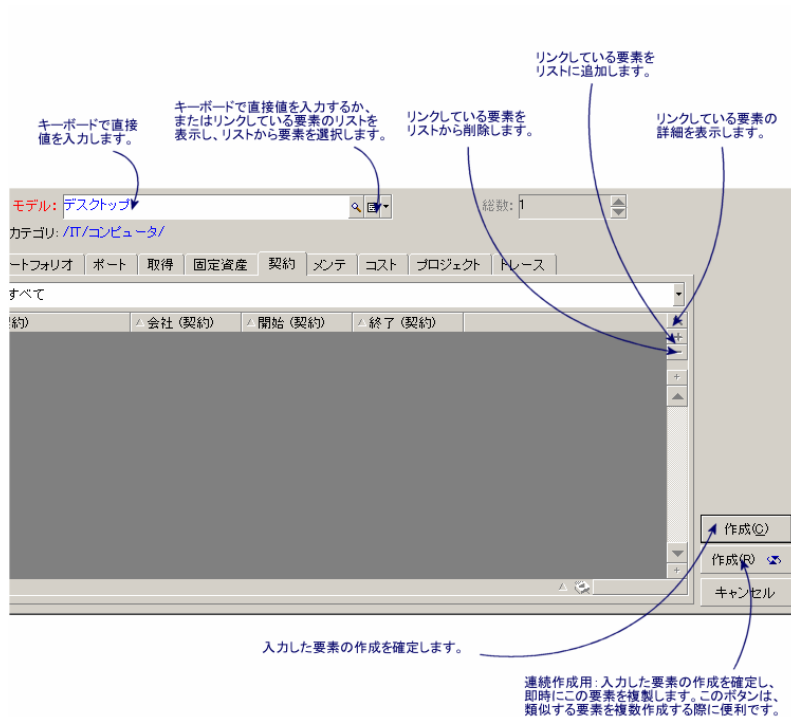 リンクしている要素を
リストに追加します。
キーボードで直接
値を入力します。
キーボードで直接値を入力するか、
またはリンクしている要素のリストを
表示し、リストから要素を選択します。
リンクしている要素を
リストから削除します。
リンクしている要素の
詳細を表示します。
モデル: デスクトップ 総数: 1
カテゴリ: /IT/コンピュータ/
ートフォリオ ポート 取得 固定資産 契約 メンテ コスト プロジェクト トレース
すべて
約) 会社 (契約) 開始 (契約) 終了 (契約)
作成(C)
作成(R)
キャンセル
入力した要素の作成を確定します。
連続作成用: 入力した要素の作成を確定し、
即時にこの要素を複製します。このボタンは、
類似する要素を複数作成する際に便利です。